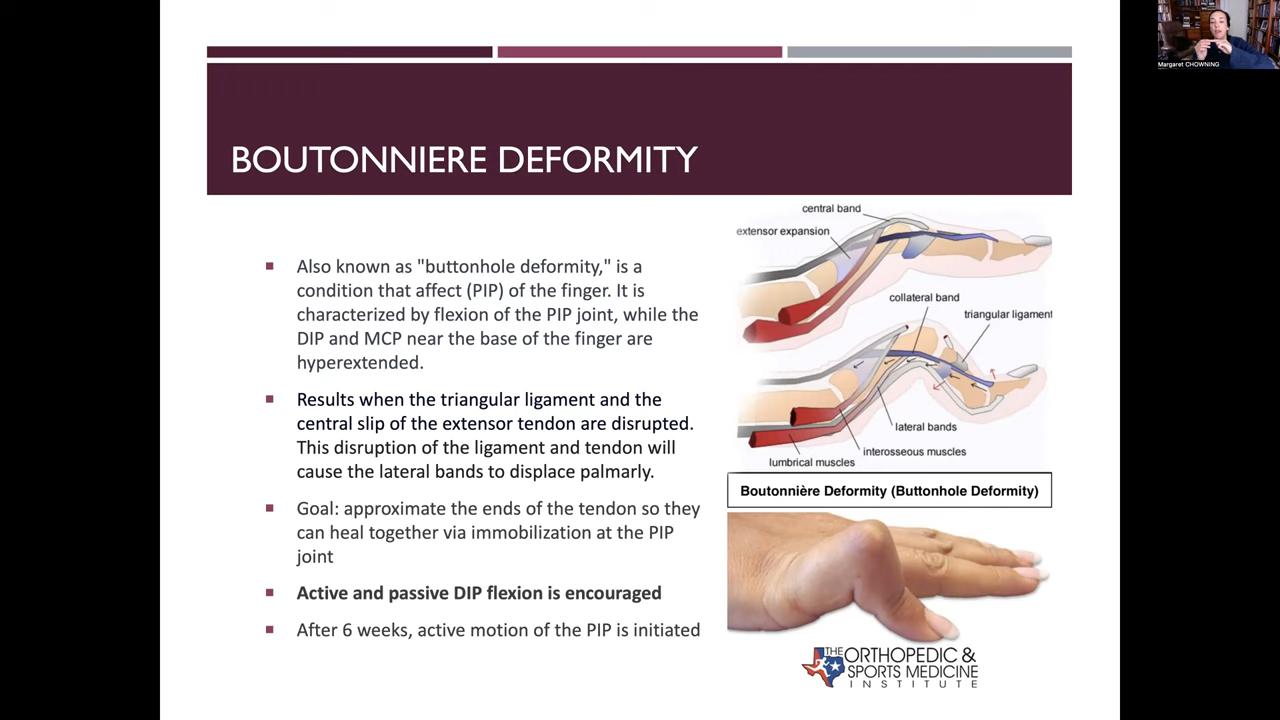 Margaret CHOWNING
BOUTONNIERE DEFORMITY
Also known as "buttonhole deformity," is a
condition that affect (PIP) of the finger. It is
characterized by flexion of the PIP joint, while the
DIP and MCP near the base of the finger are
hyperextended.
Results when the triangular ligament and the
central slip of the extensor tendon are disrupted.
This disruption of the ligament and tendon will
cause the lateral bands to displace palmarly.
Goal: approximate the ends of the tendon so they
can heal together via immobilization at the PIP
joint
Active and passive DIP flexion is encouraged
After 6 weeks, active motion of the PIP is initiated
central band
extensor expansion
collateral band
triangular ligament
lateral bands
interosseous muscles
lumbrical muscles
Boutonnière Deformity (Buttonhole Deformity)
THE ORTHOPEDIC &
SPORTS MEDICINE
INSTITUTE